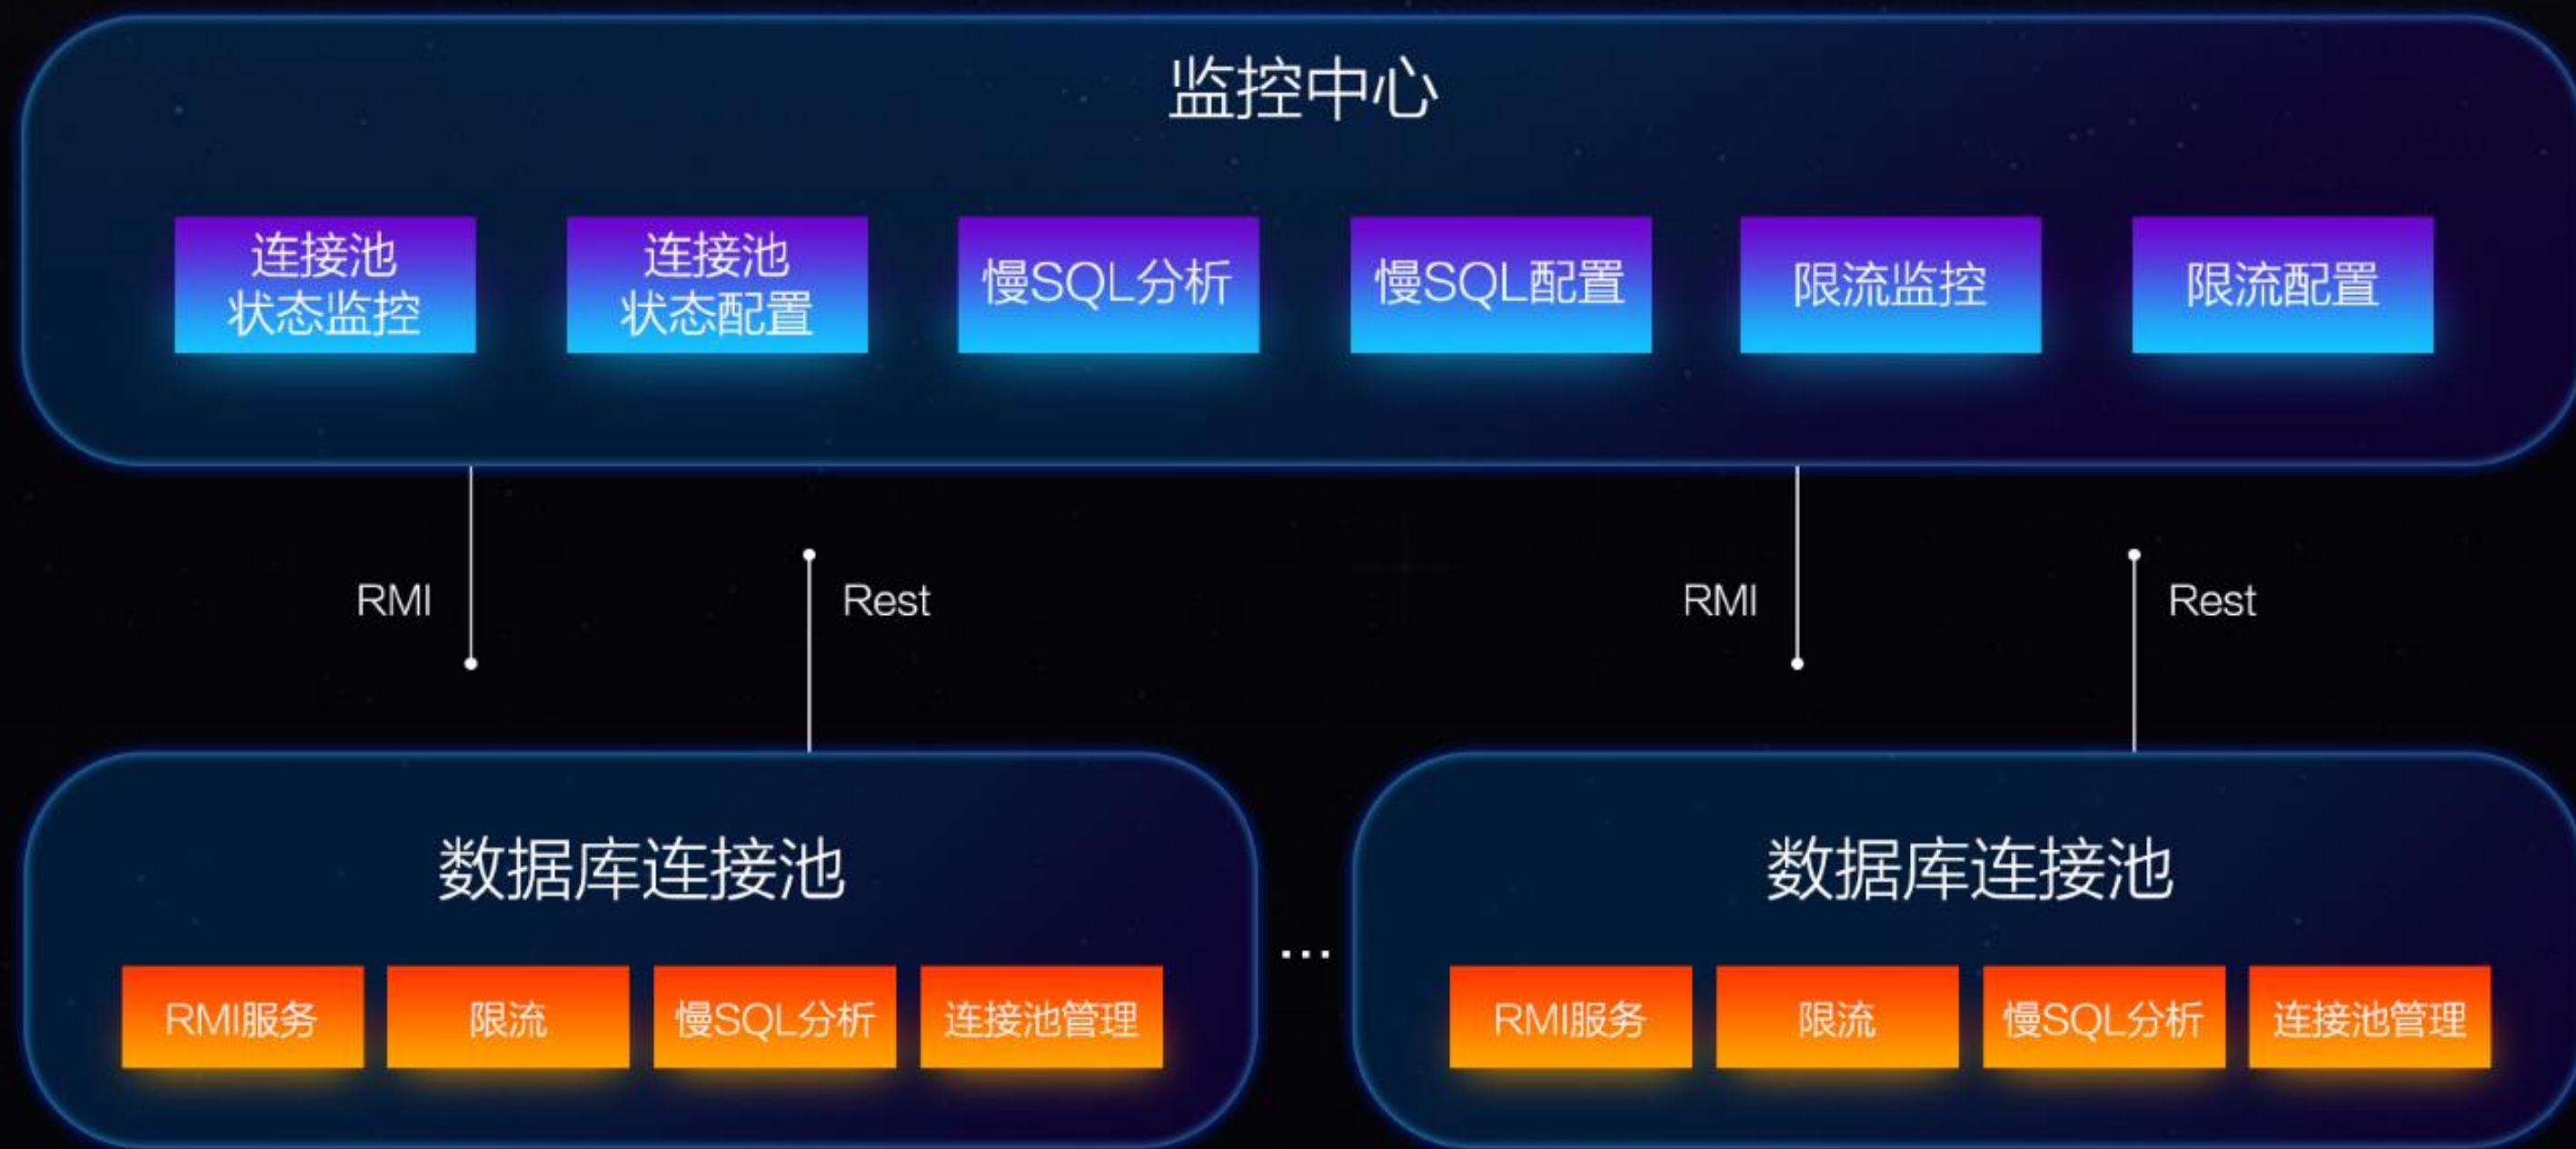 监控中心
连接池
状态监控
连接池
状态配置
慢SQL分析
慢SQL配置
限流监控
限流配置
RMI
Rest
RMI
Rest
数据库连接池
RMI服务
限流
慢SQL分析
连接池管理
...
数据库连接池
RMI服务
限流
慢SQL分析
连接池管理